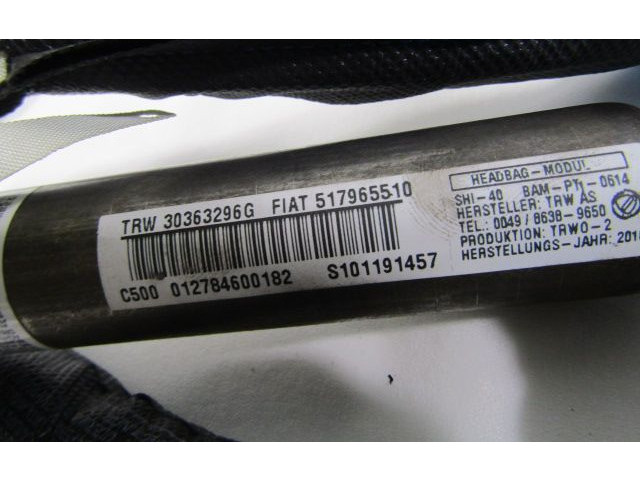 TRW 30363296G FIAT 517965510
C500 012784600182 S101191457
HEADBAG-MODUL
SHI-40 BAM-PT1-0614
HERSTELLER: TRW AS
TEL.: 0049 / 8638-9650
PRODUKTION: TRWO-2
HERSTELLUNGS-JAHR: